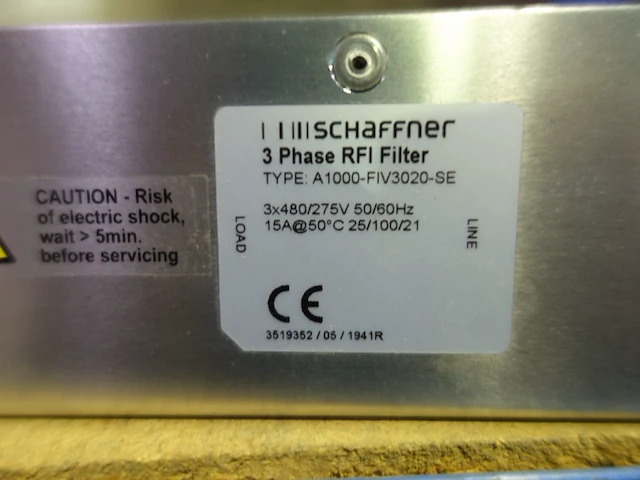 CAUTION - Risk
of electric shock,
wait > 5min.
before servicing
SCHAFFNER
3 Phase RFI Filter
TYPE: A1000-FIV3020-SE
3x480/275V 50/60Hz
15A@50°C 25/100/21
LOAD
LINE
CE
3519352 / 05 / 1941R